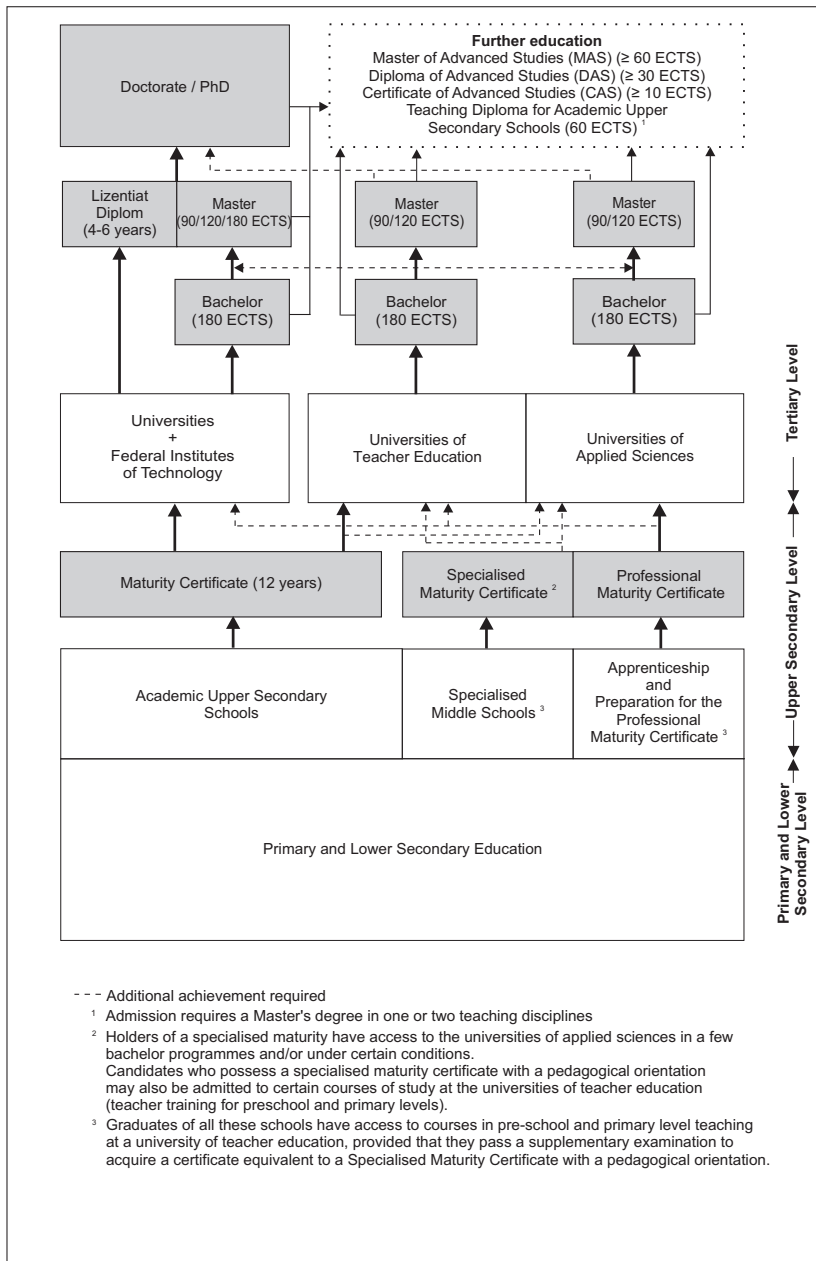 Doctorate / PhD
Further education
Master of Advanced Studies (MAS) (≥ 60 ECTS)
Diploma of Advanced Studies (DAS) (≥ 30 ECTS)
Certificate of Advanced Studies (CAS) (≥ 10 ECTS)
Teaching Diploma for Academic Upper
Secondary Schools (60 ECTS) ¹
Lizentiat
Diplom
(4-6 years)
Master
(90/120/180 ECTS)
Master
(90/120 ECTS)
Master
(90/120 ECTS)
Bachelor
(180 ECTS)
Bachelor
(180 ECTS)
Bachelor
(180 ECTS)
Universities
+
Federal Institutes
of Technology
Universities of
Teacher Education
Universities of
Applied Sciences
Tertiary Level
Maturity Certificate (12 years)
Specialised
Maturity Certificate ²
Professional
Maturity Certificate
Upper Secondary Level
Academic Upper Secondary
Schools
Specialised
Middle Schools ³
Apprenticeship
and
Preparation for the
Professional
Maturity Certificate ³
Primary and Lower Secondary Education
Primary and Lower
Secondary Level
--- Additional achievement required
¹ Admission requires a Master's degree in one or two teaching disciplines
² Holders of a specialised maturity have access to the universities of applied sciences in a few
bachelor programmes and/or under certain conditions.
Candidates who possess a specialised maturity certificate with a pedagogical orientation
may also be admitted to certain courses of study at the universities of teacher education
(teacher training for preschool and primary levels).
³ Graduates of all these schools have access to courses in pre-school and primary level teaching
at a university of teacher education, provided that they pass a supplementary examination to
acquire a certificate equivalent to a Specialised Maturity Certificate with a pedagogical orientation.